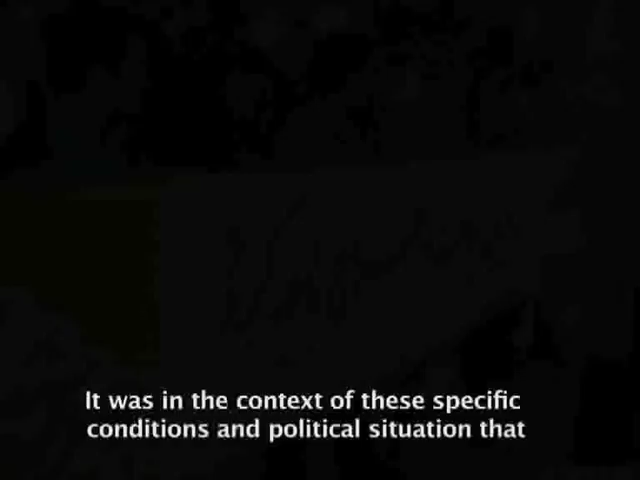 It was in the context of these specific
conditions and political situation that